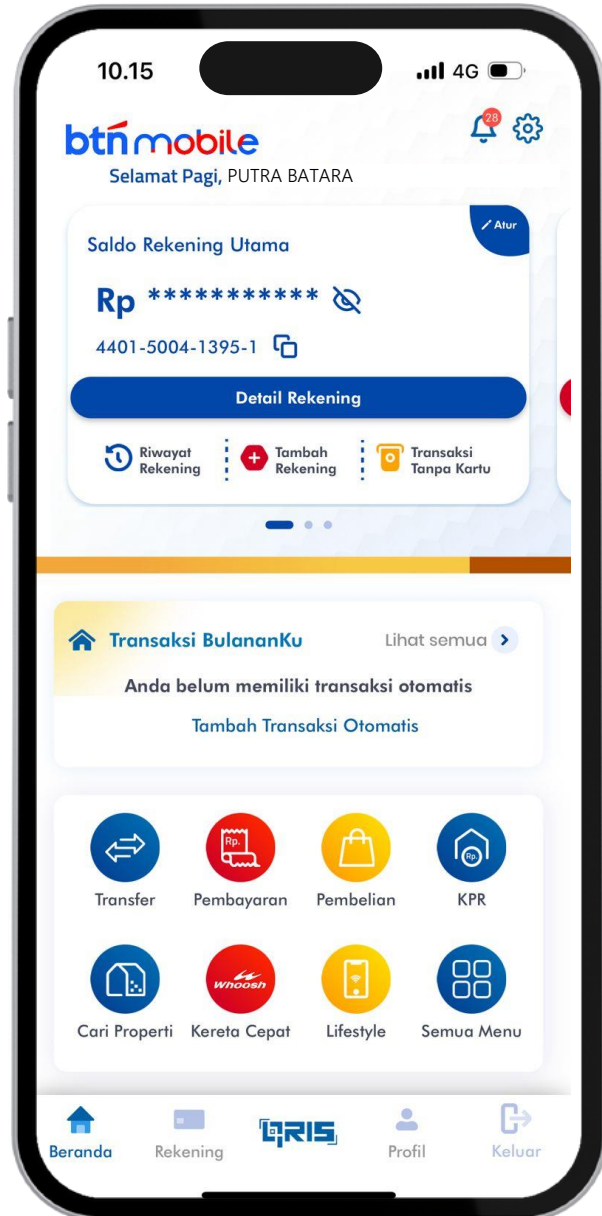 10.15
4G
btn mobile
28
Selamat Pagi, PUTRA BATARA
Atur
Saldo Rekening Utama
Rp ***********
4401-5004-1395-1
Detail Rekening
Riwayat
Rekening
Tambah
Rekening
Transaksi
Tanpa Kartu
Transaksi BulananKu
Lihat semua
Anda belum memiliki transaksi otomatis
Tambah Transaksi Otomatis
Rp.
Rp.
Transfer
Pembayaran
Pembelian
KPR
whoosh
Cari Properti
Kereta Cepat
Lifestyle
Semua Menu
QRIS
Beranda
Rekening
Profil
Keluar